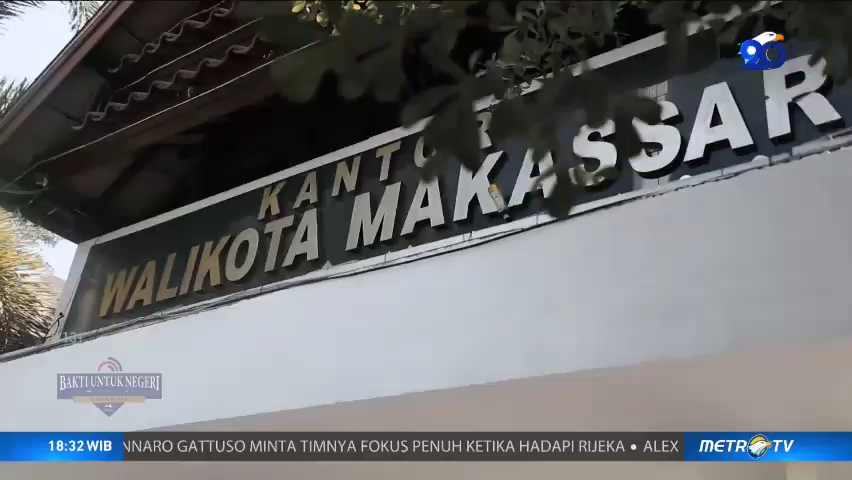 90
KANTOR
WALIKOTA MAKASSAR
BAKTI UNTUK NEGERI
18:32 WIB
NNARO GATTUSO MINTA TIMNYA FOKUS PENUH KETIKA HADAPI RIJEKA • ALEX
METRO TV